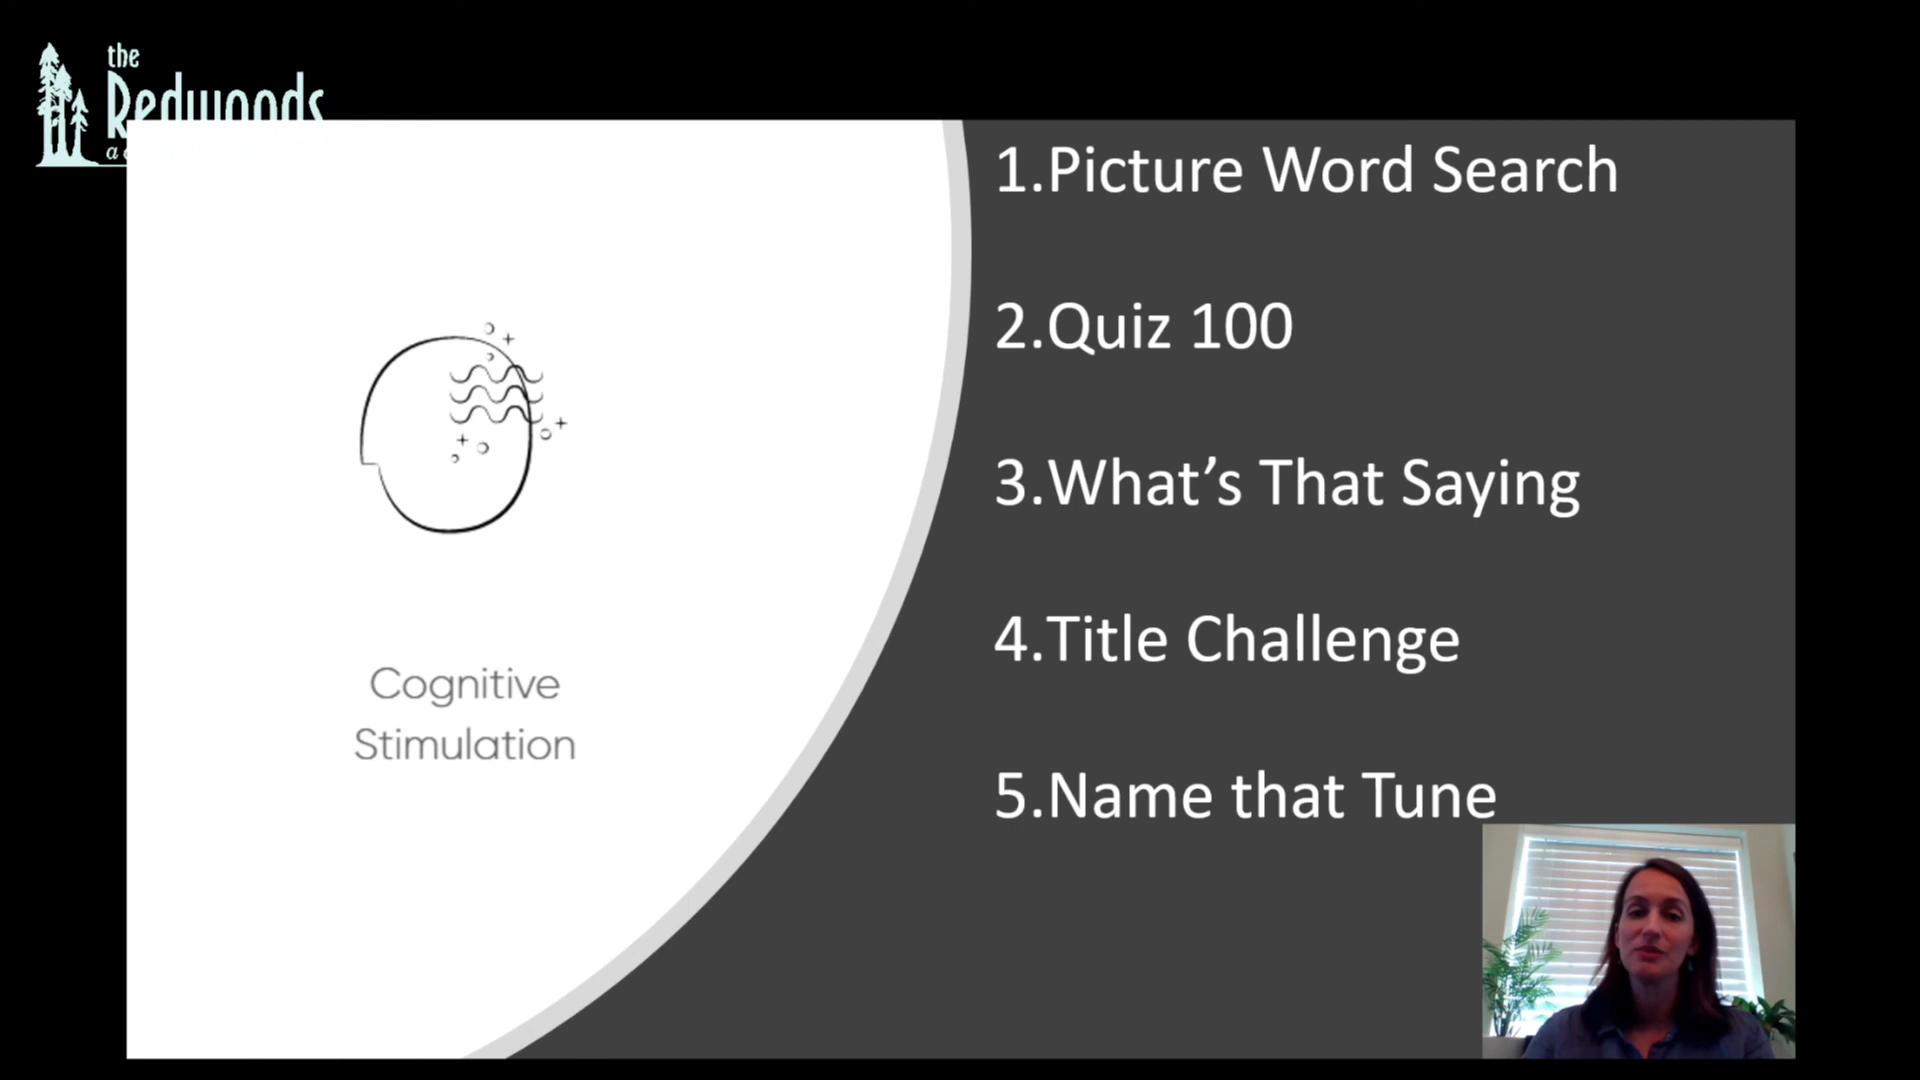 the
Redwoods
1.Picture Word Search
2.Quiz 100
3.What's That Saying
4.Title Challenge
5.Name that Tune
Cognitive
Stimulation